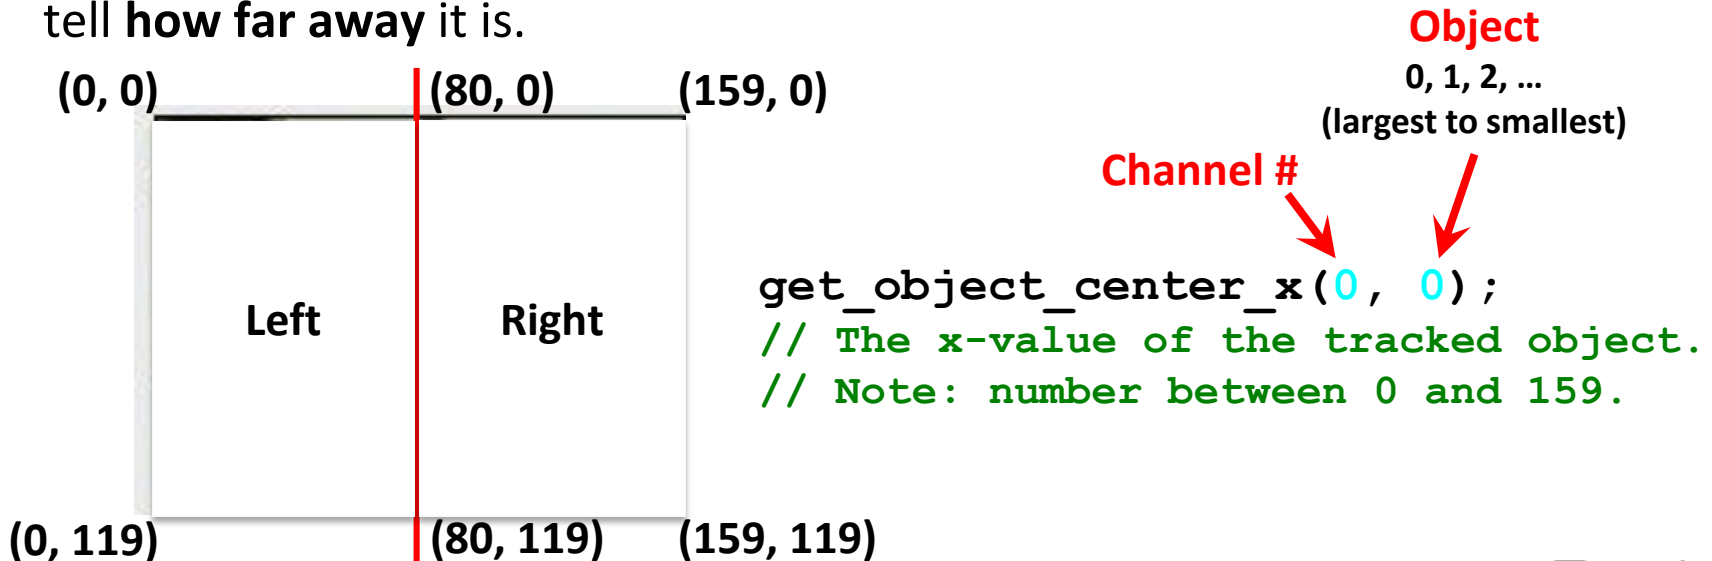 tell how far away it is.
Object
0, 1, 2, ...
(largest to smallest)
Channel #
(0, 0) (80, 0) (159, 0)
Left Right
(0, 119) (80, 119) (159, 119)
get_object_center_x(0, 0);
// The x-value of the tracked object.
// Note: number between 0 and 159.